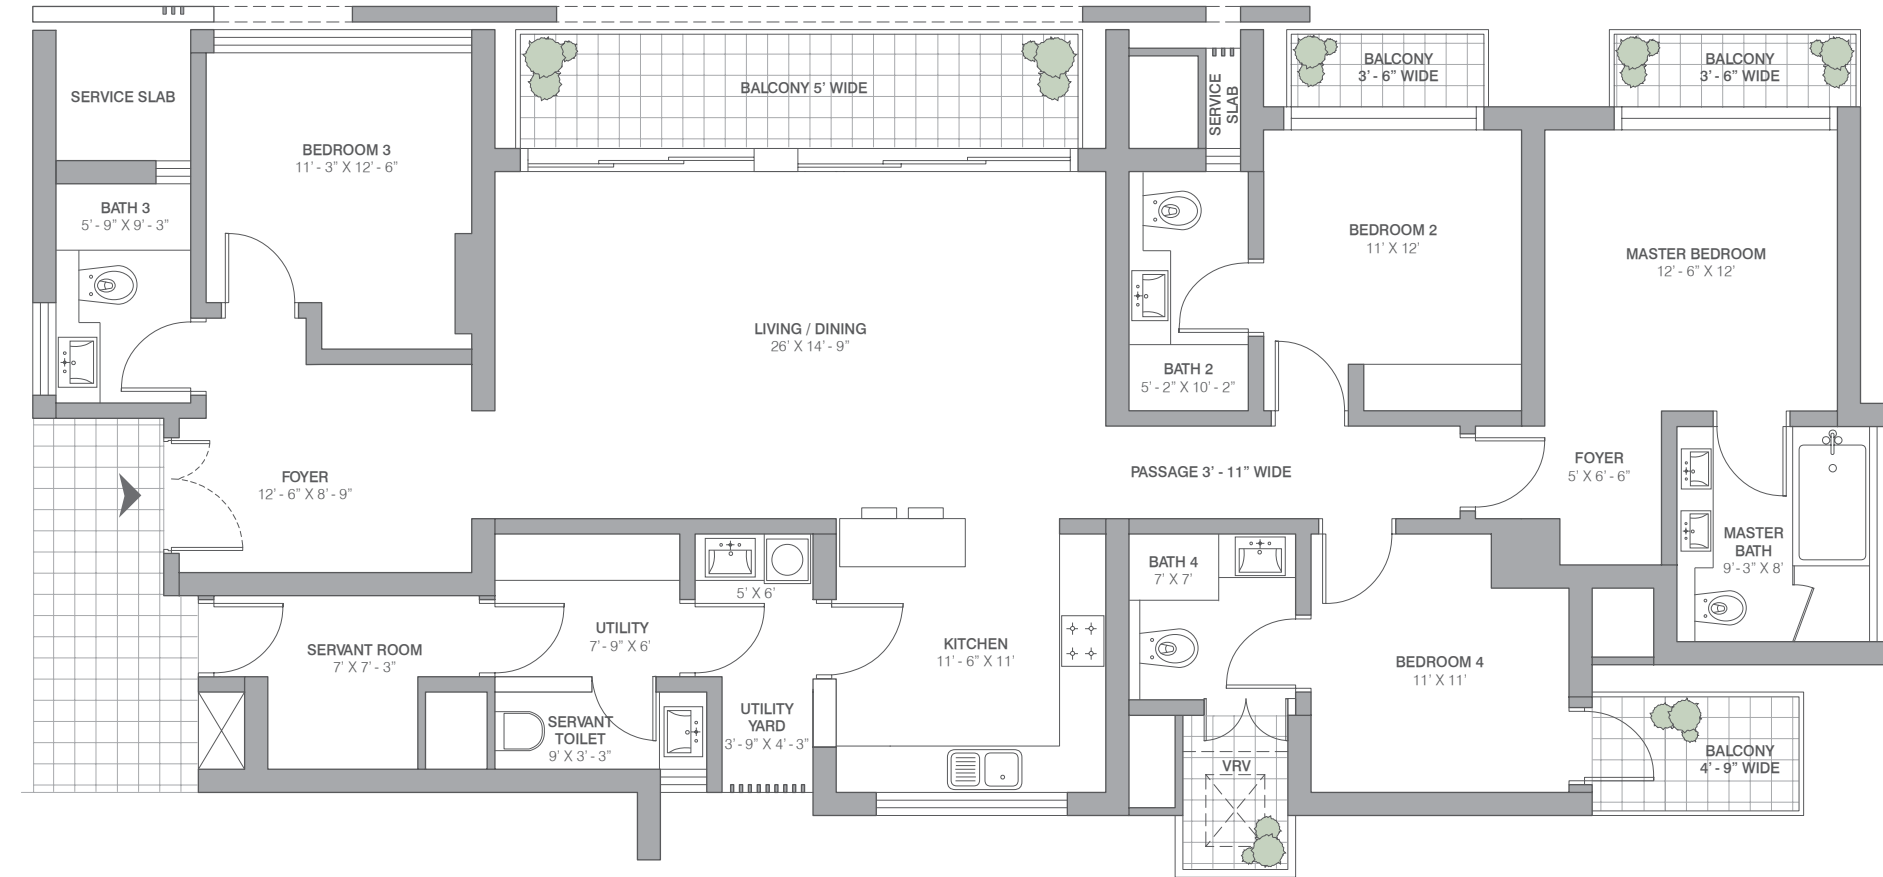 SERVICE SLAB
BEDROOM 3
11' - 3" X 12' - 6"
BATH 3
5' - 9" X 9' - 3"
BALCONY 5' WIDE
SERVICE
SLAB
BALCONY
3' - 6" WIDE
BALCONY
3' - 6" WIDE
BEDROOM 2
11' X 12'
MASTER BEDROOM
12' - 6" X 12'
LIVING / DINING
26' X 14' - 9"
BATH 2
5' - 2" X 10' - 2"
FOYER
12' - 6" X 8' - 9"
PASSAGE 3' - 11" WIDE
FOYER
5' X 6' - 6"
MASTER
BATH
9'- 3" X 8'
BATH 4
7' X 7'
5' X 6'
UTILITY
7' - 9" X 6'
SERVANT ROOM
7' X 7' - 3"
KITCHEN
11' - 6" X 11'
BEDROOM 4
11' X 11'
SERVANT
TOILET
9' X 3' - 3"
UTILITY
YARD
3' - 9" X 4' - 3"
VRV
BALCONY
4' - 9" WIDE